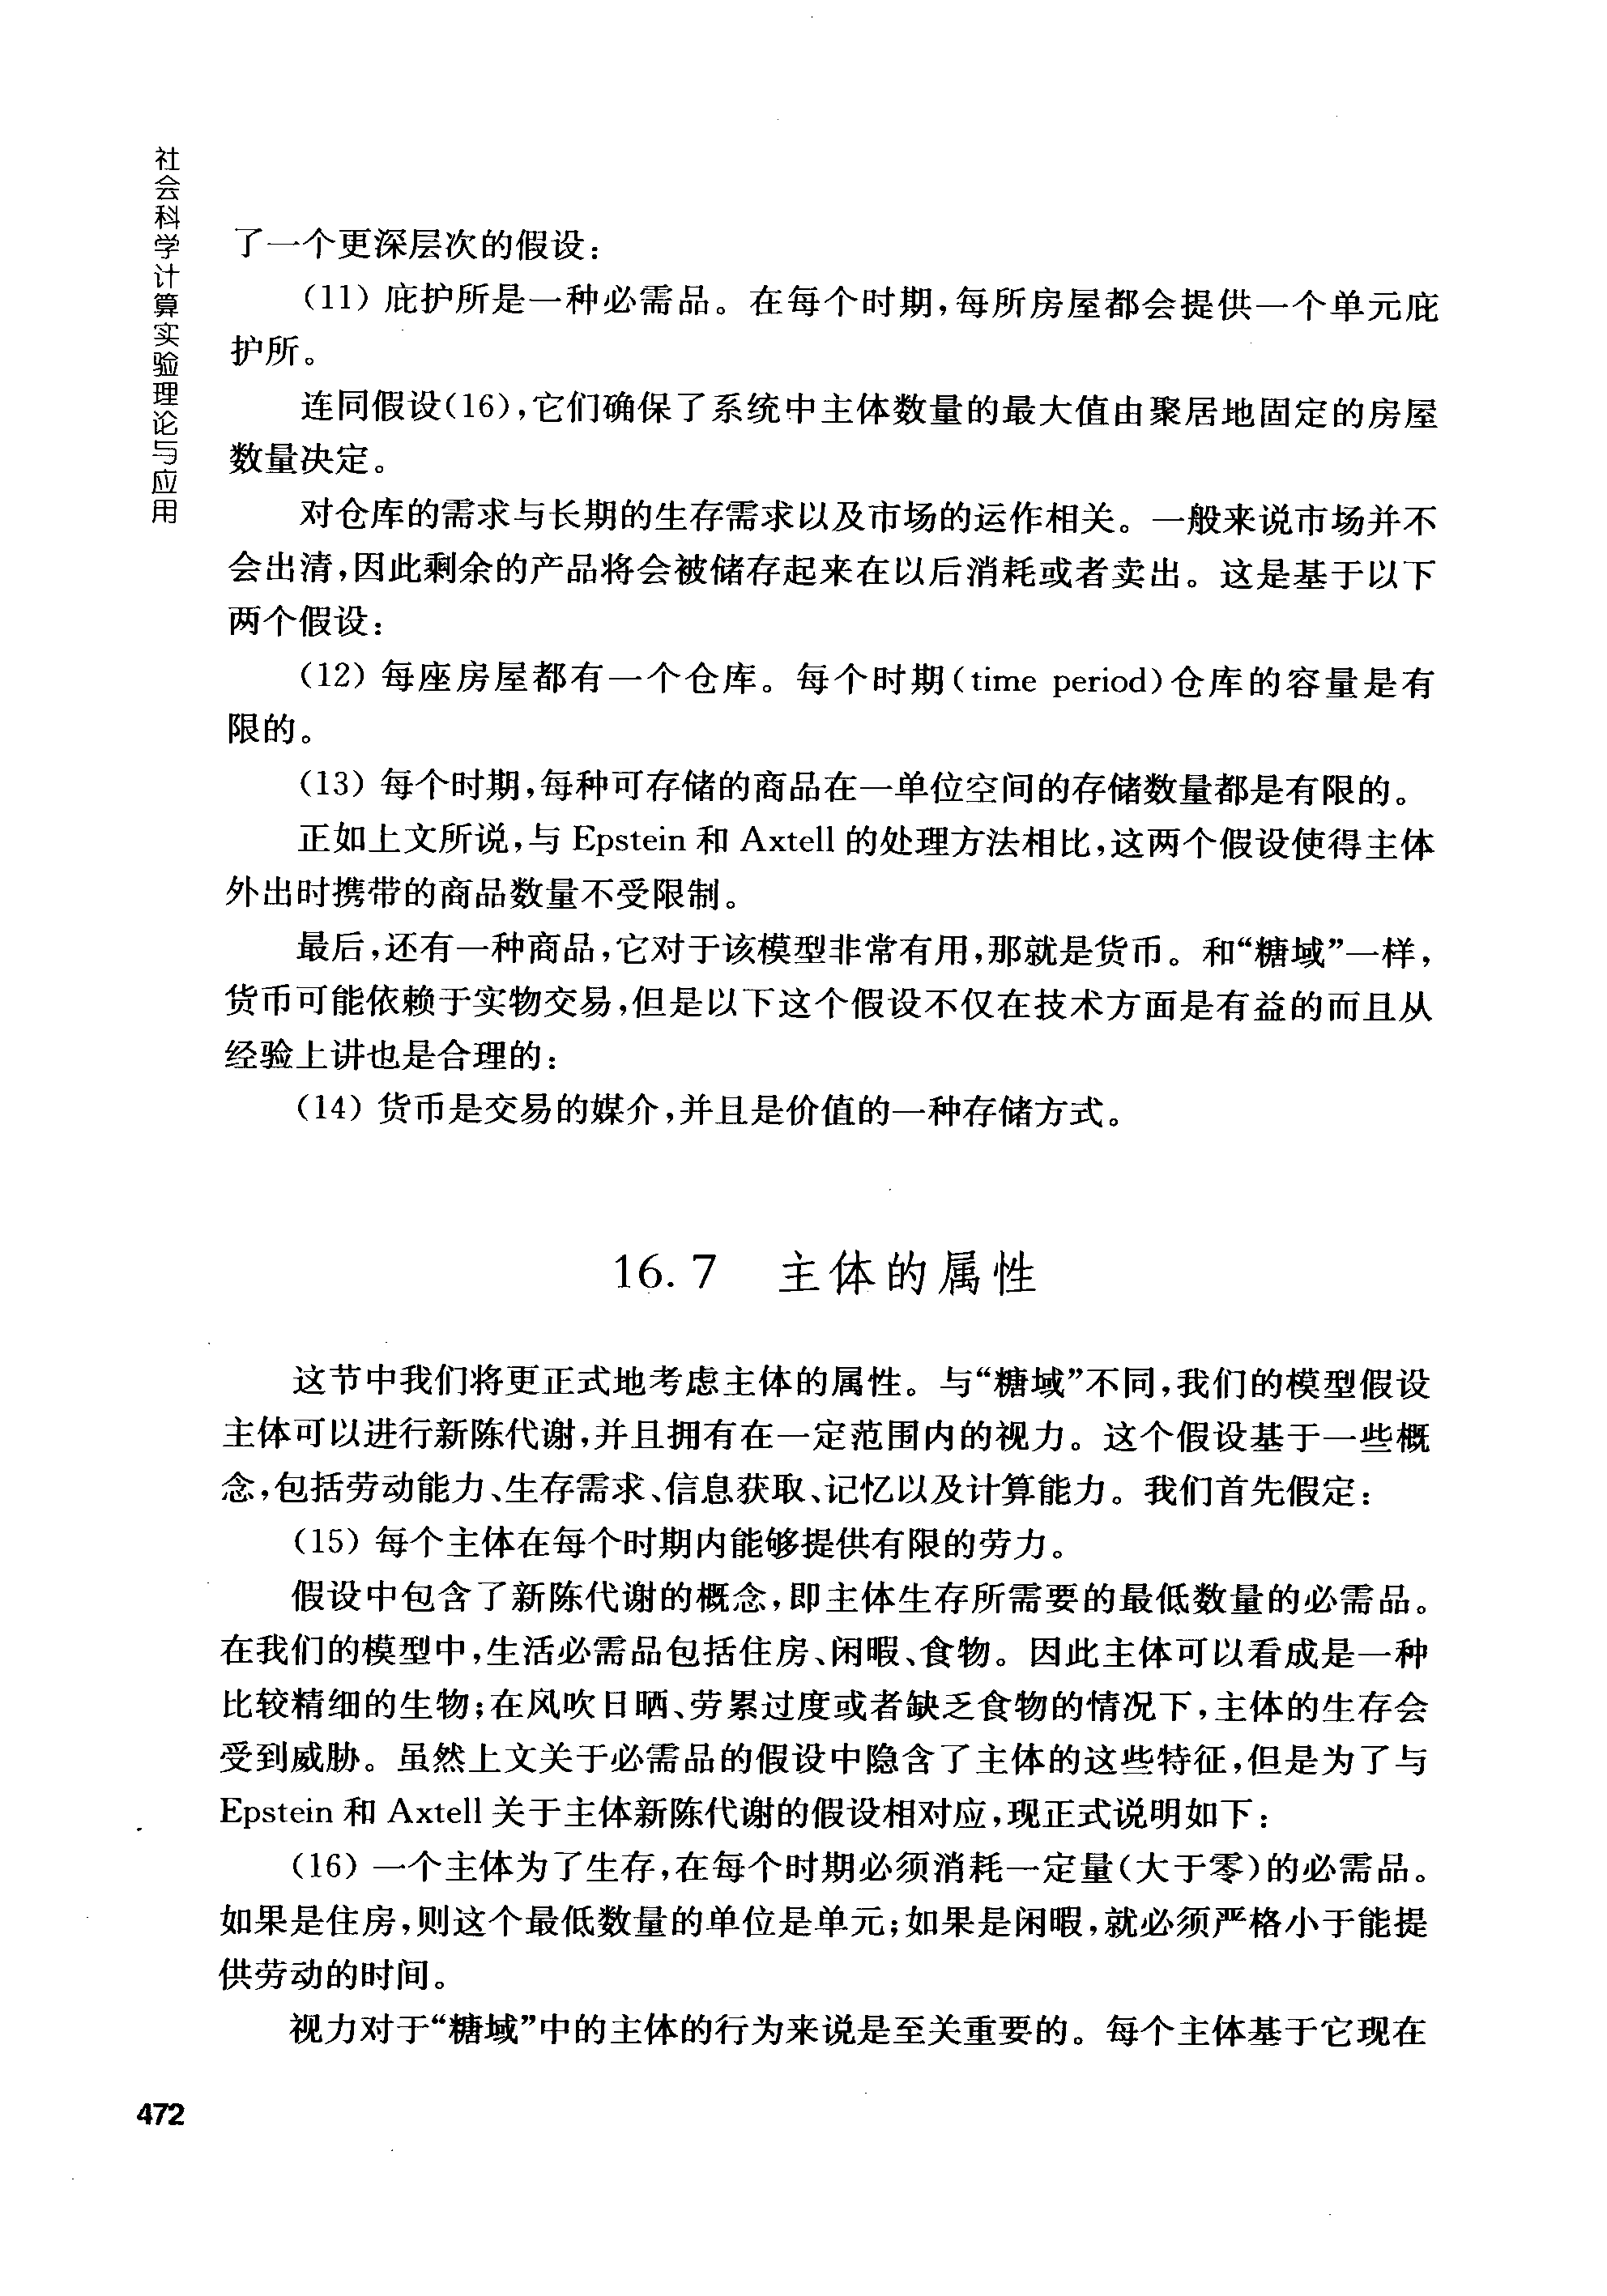 社会科学计算实验理论与应用
了一个更深层次的假设：
（11）庇护所是一种必需品。在每个时期，每所房屋都会提供一个单元庇
护所。
连同假设（16），它们确保了系统中主体数量的最大值由聚居地固定的房屋
数量决定。
对仓库的需求与长期的生存需求以及市场的运作相关。一般来说市场并不
会出清，因此剩余的产品将会被储存起来在以后消耗或者卖出。这是基于以下
两个假设：
（12）每座房屋都有一个仓库。每个时期（time period）仓库的容量是有
限的。
（13）每个时期，每种可存储的商品在一单位空间的存储数量都是有限的。
正如上文所说，与 Epstein 和 Axtell 的处理方法相比，这两个假设使得主体
外出时携带的商品数量不受限制。
最后，还有一种商品，它对于该模型非常有用，那就是货币。和“糖域”一样，
货币可能依赖于实物交易，但是以下这个假设不仅在技术方面是有益的而且从
经验上讲也是合理的：
（14）货币是交易的媒介，并且是价值的一种存储方式。
16.7 主体的属性
这节中我们将更正式地考虑主体的属性。与“糖域”不同，我们的模型假设
主体可以进行新陈代谢，并且拥有在一定范围内的视力。这个假设基于一些概
念，包括劳动能力、生存需求、信息获取、记忆以及计算能力。我们首先假定：
（15）每个主体在每个时期内能够提供有限的劳力。
假设中包含了新陈代谢的概念，即主体生存所需要的最低数量的必需品。
在我们的模型中，生活必需品包括住房、闲暇、食物。因此主体可以看成是一种
比较精细的生物；在风吹日晒、劳累过度或者缺乏食物的情况下，主体的生存会
受到威胁。虽然上文关于必需品的假设中隐含了主体的这些特征，但是为了与
Epstein 和 Axtell 关于主体新陈代谢的假设相对应，现正式说明如下：
（16）一个主体为了生存，在每个时期必须消耗一定量（大于零）的必需品。
如果是住房，则这个最低数量的单位是单元；如果是闲暇，就必须严格小于能提
供劳动的时间。
视力对于“糖域”中的主体的行为来说是至关重要的。每个主体基于它现在
472